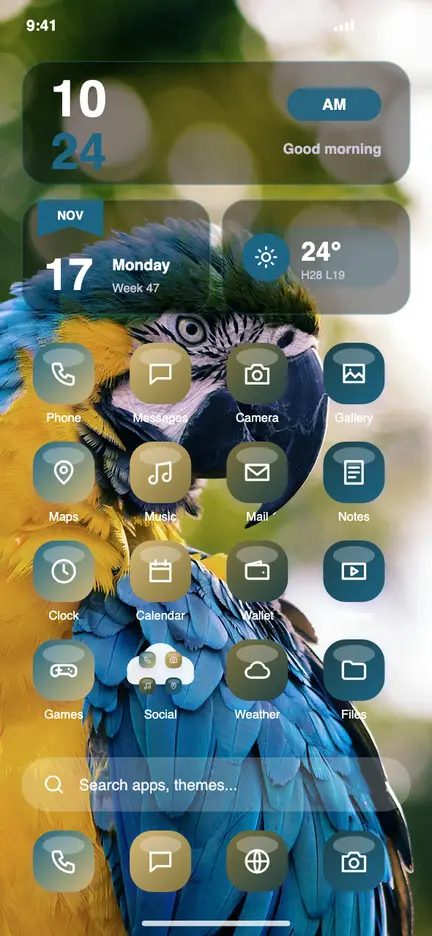 9:41
10
24
AM
Good morning
NOV
17
Monday
Week 47
24°
H28 L19
Phone
Messages
Camera
Gallery
Maps
Music
Mail
Notes
Clock
Calendar
Wallet
Games
Social
Weather
Files
Search apps, themes...